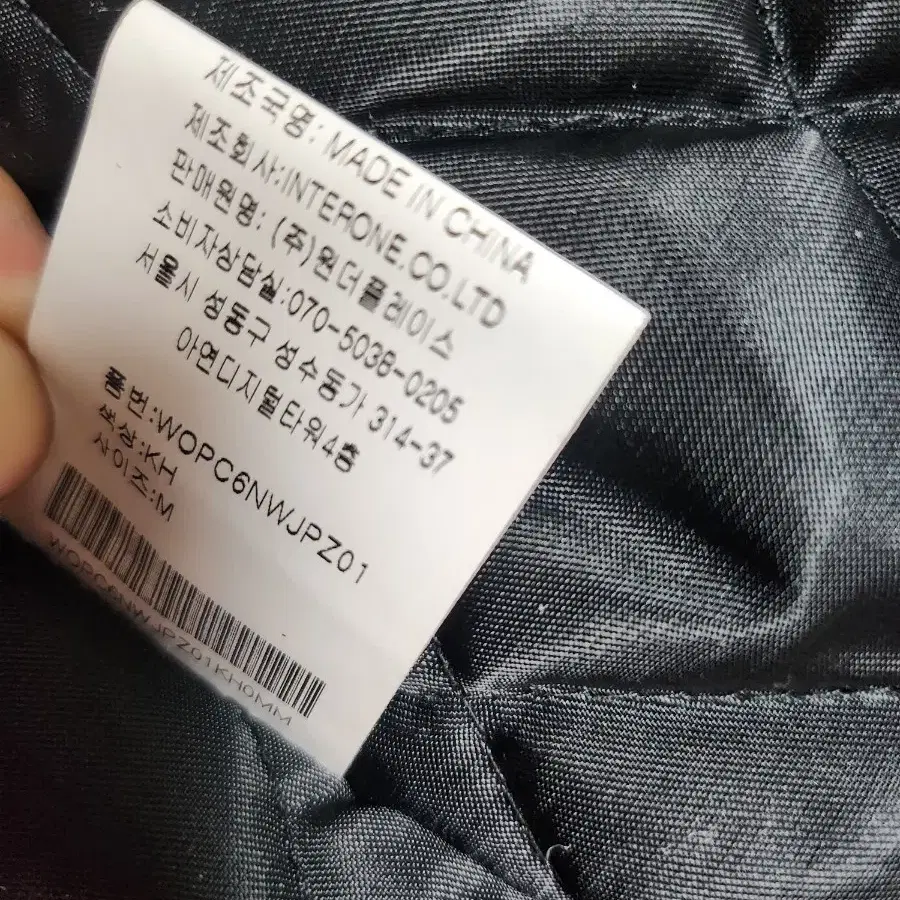 제조국명: MADE IN CHINA
제조회사:INTERONE.CO.LTD
판매원명: (주)원더플레이스
소비자상담실:070-5038-0205
서울시 성동구 성수동가 314-37
아연디지털타워4층
품번:WOPC6NWJPZ01
색상:KH
사이즈:M
WOPC6NWJPZ01KH0MM